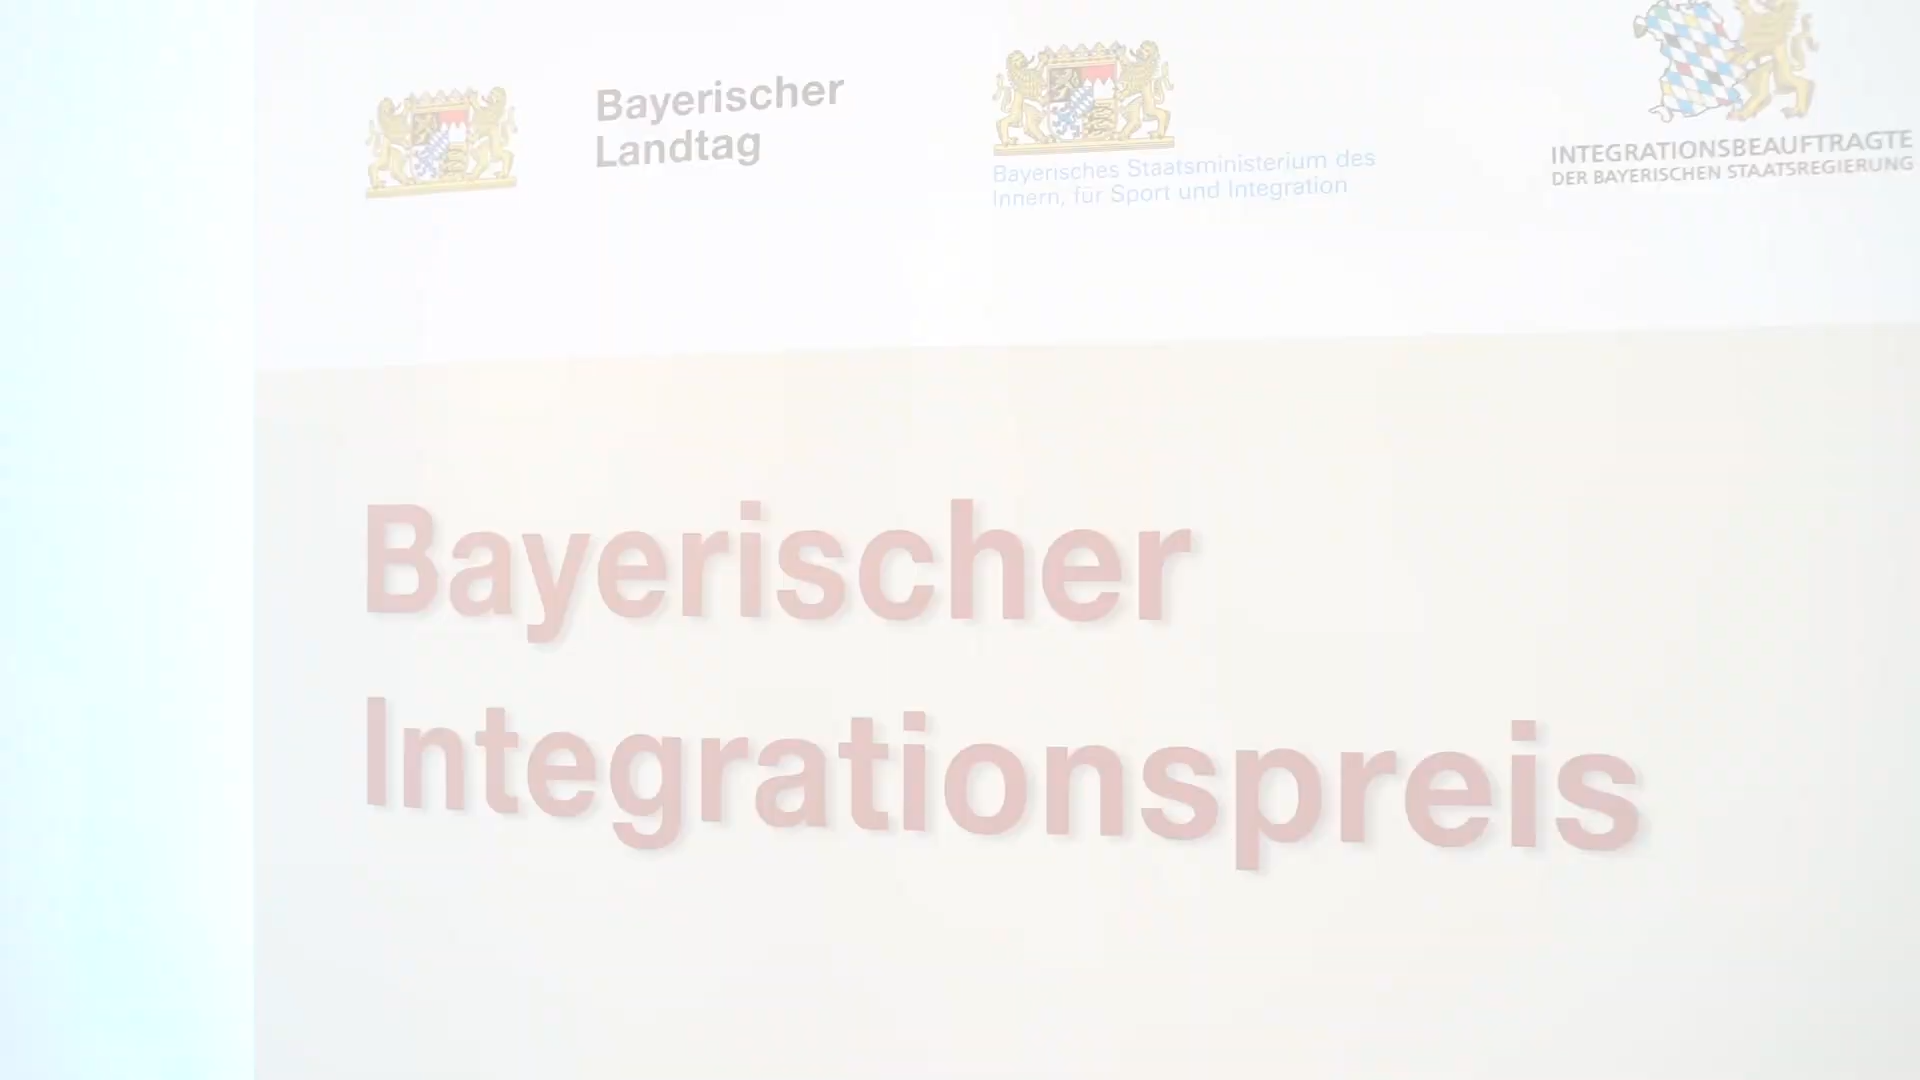 Bayerischer
Landtag
Bayerisches Staatsministerium des
Innern, für Sport und Integration
INTEGRATIONSBEAUFTRAGTE
DER BAYERISCHEN STAATSREGIERUNG
Bayerischer
Integrationspreis